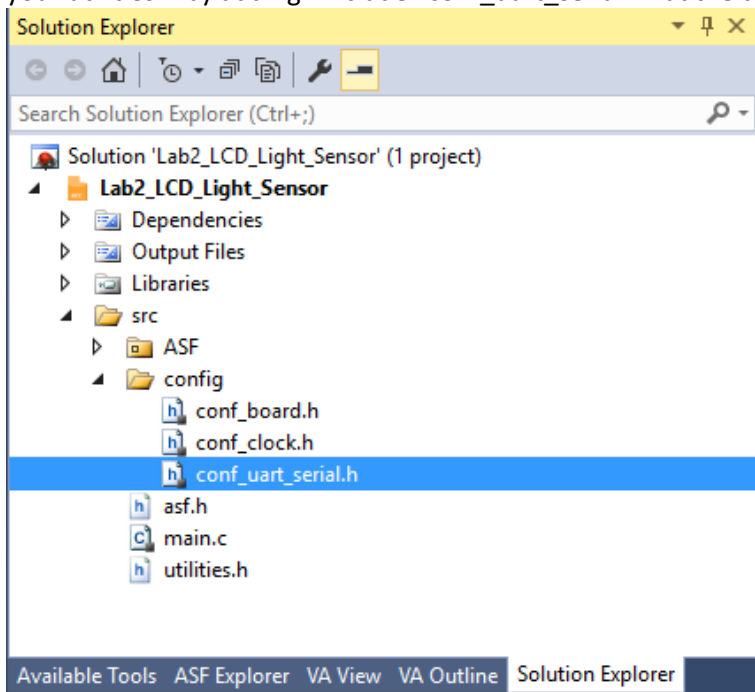 Solution Explorer
Search Solution Explorer (Ctrl+;)
Solution 'Lab2_LCD_Light_Sensor' (1 project)
Lab2_LCD_Light_Sensor
Dependencies
Output Files
Libraries
src
ASF
config
conf_board.h
conf_clock.h
conf_uart_serial.h
asf.h
main.c
utilities.h
Available Tools ASF Explorer VA View VA Outline Solution Explorer